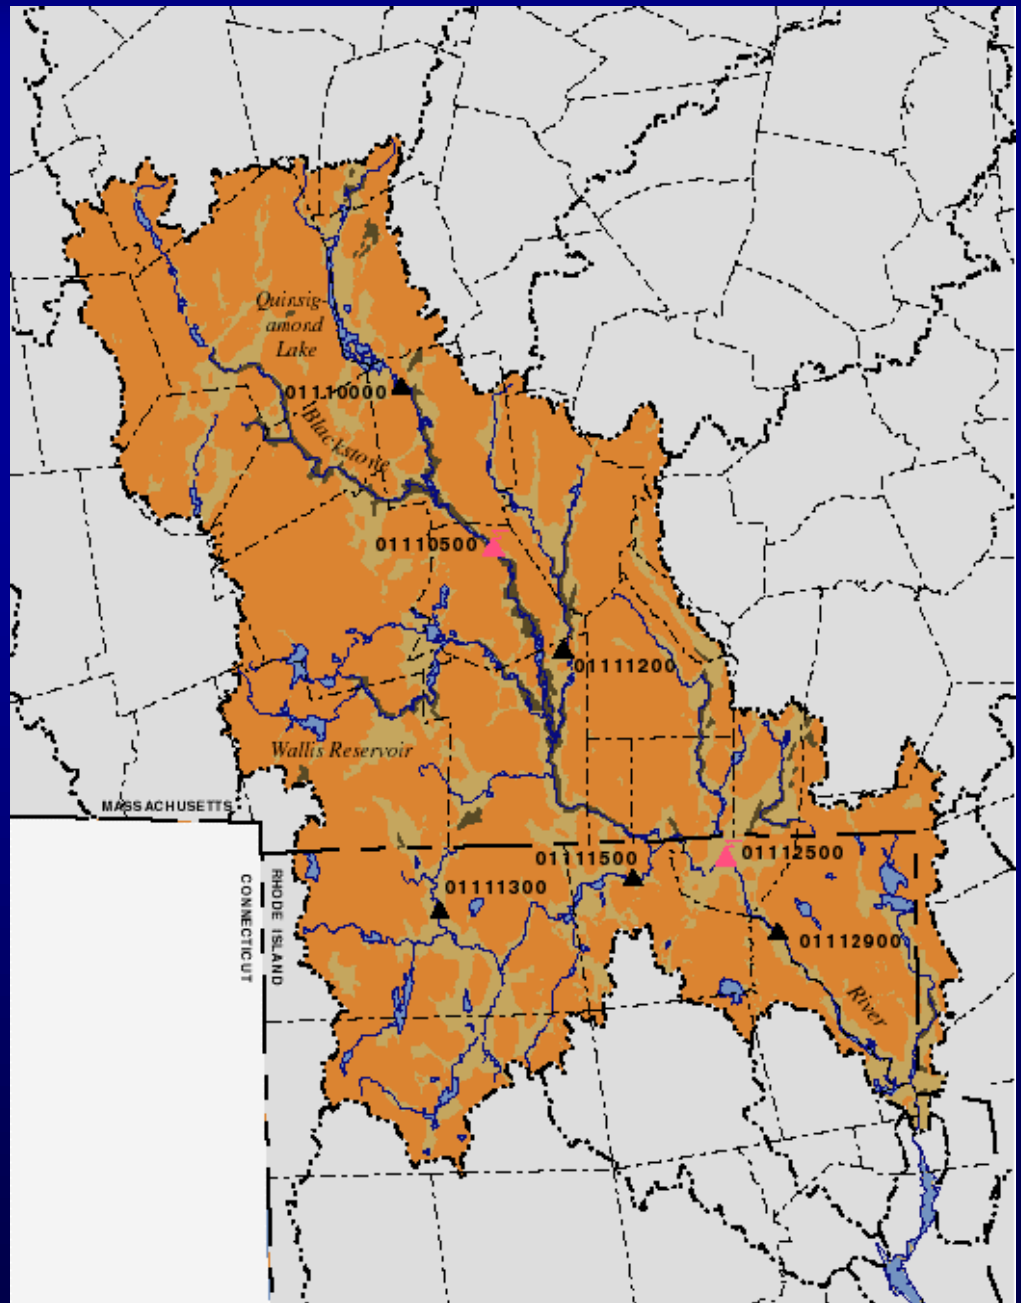 Quinsig-
amond
Lake
01110000
Blackstone
01110500
01111200
Wallis Reservoir
MASSACHUSETTS
01111500
01112500
RHODE ISLAND
CONNECTICUT
01111300
01112900
River